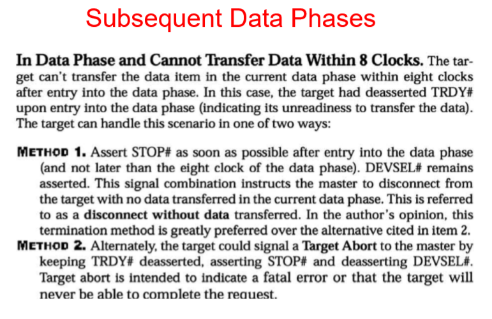 Subsequent Data Phases
In Data Phase and Cannot Transfer Data Within 8 Clocks. The tar-
get can't transfer the data item in the current data phase within eight clocks
after entry into the data phase. In this case, the target had deasserted TRDY#
upon entry into the data phase (indicating its unreadiness to transfer the data).
The target can handle this scenario in one of two ways:
METHOD 1. Assert STOP# as soon as possible after entry into the data phase
(and not later than the eight clock of the data phase). DEVSEL# remains
asserted. This signal combination instructs the master to disconnect from
the target with no data transferred in the current data phase. This is referred
to as a disconnect without data transferred. In the author's opinion, this
termination method is greatly preferred over the alternative cited in item 2.
METHOD 2. Alternately, the target could signal a Target Abort to the master by
keeping TRDY# deasserted, asserting STOP# and deasserting DEVSEL#.
Target abort is intended to indicate a fatal error or that the target will
never be able to complete the request.